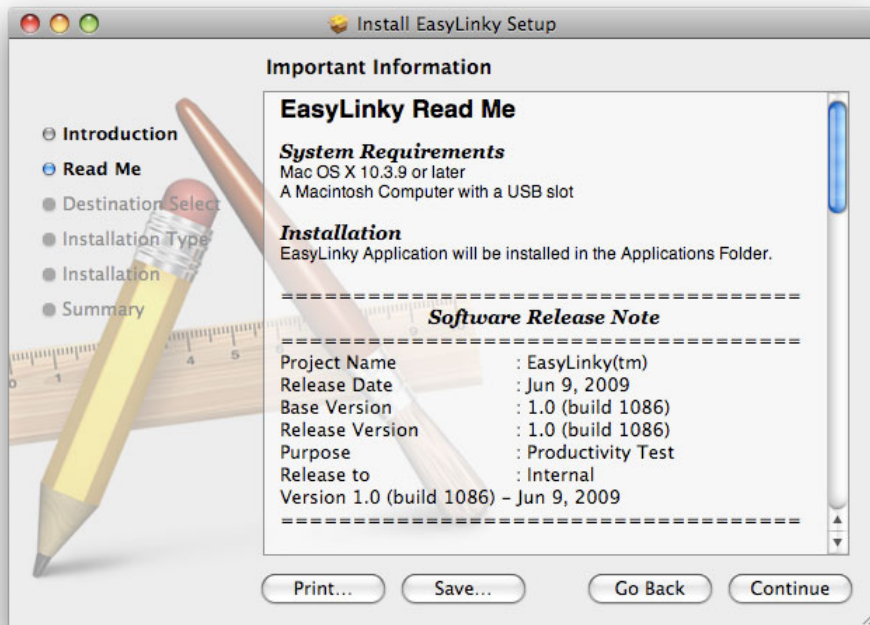 Install EasyLinky Setup
Important Information
Introduction
Read Me
Destination Select
Installation Type
Installation
Summary
EasyLinky Read Me
System Requirements
Mac OS X 10.3.9 or later
A Macintosh Computer with a USB slot
Installation
EasyLinky Application will be installed in the Applications Folder.
====================================
Software Release Note
====================================
Project Name : EasyLinky(tm)
Release Date : Jun 9, 2009
Base Version : 1.0 (build 1086)
Release Version : 1.0 (build 1086)
Purpose : Productivity Test
Release to : Internal
Version 1.0 (build 1086) – Jun 9, 2009
====================================
Print... Save... Go Back Continue